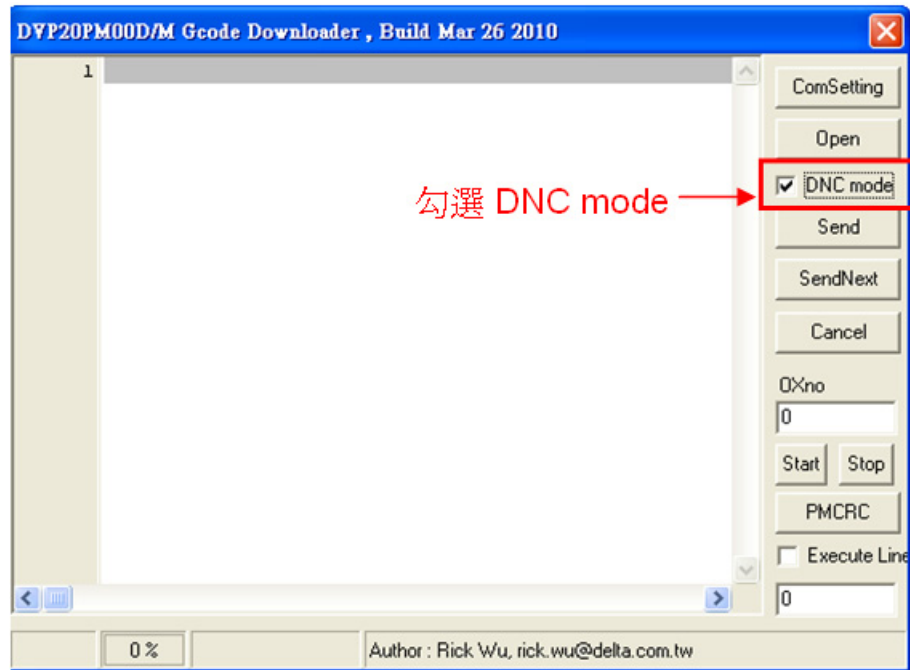 DVP20PM00D/M Gcode Downloader , Build Mar 26 2010
1
ComSetting
Open
DNC mode
勾選 DNC mode
Send
SendNext
Cancel
OXno
0
Start Stop
PMCRC
Execute Line
0
0 %
Author : Rick Wu, rick.wu@delta.com.tw